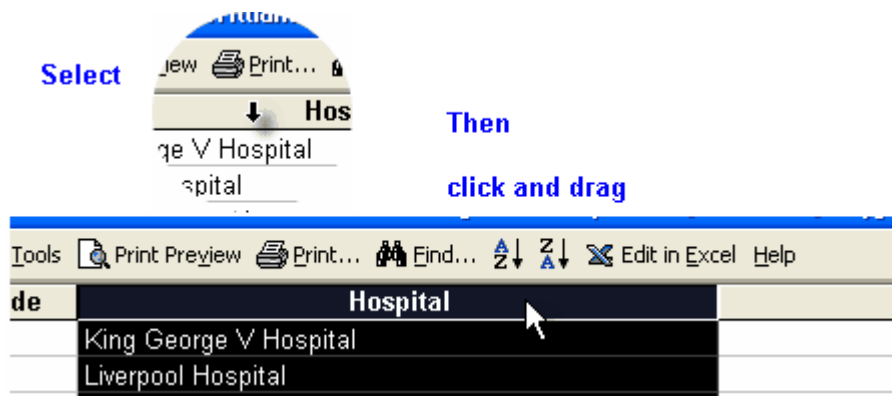 Select
iew Print...
Hos
ge V Hospital
spital
Then
click and drag
Tools Print Preview Print... Find... Edit in Excel Help
de Hospital
King George V Hospital
Liverpool Hospital